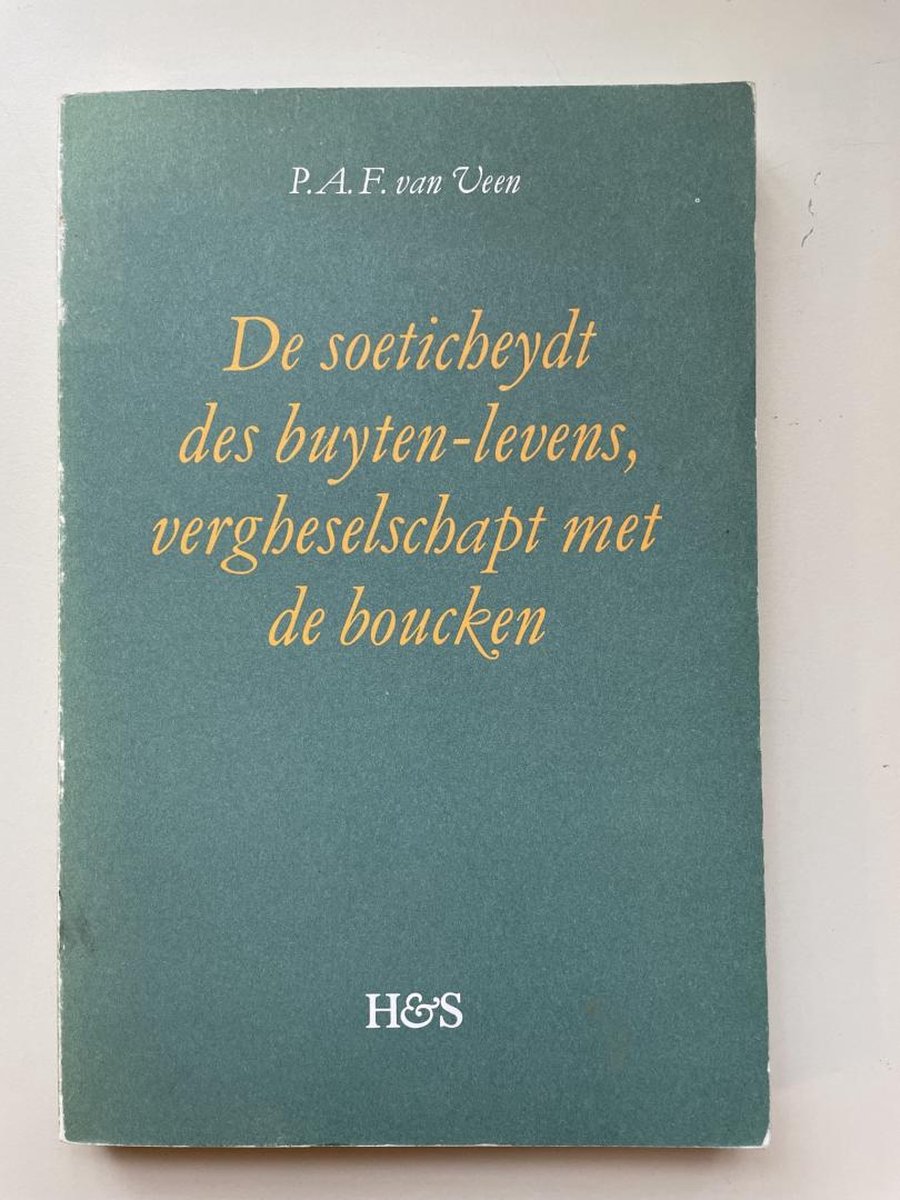 P.A.F. van Veen
De soeticheydt
des buyten-levens,
vergheselschapt met
de boucken
H&S